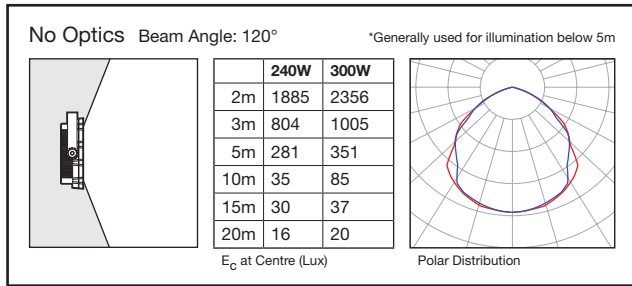 No Optics Beam Angle: 120° *Generally used for illumination below 5m
240W 300W
2m 1885 2356
3m 804 1005
5m 281 351
10m 35 85
15m 30 37
20m 16 20
EC at Centre (Lux)
Polar Distribution